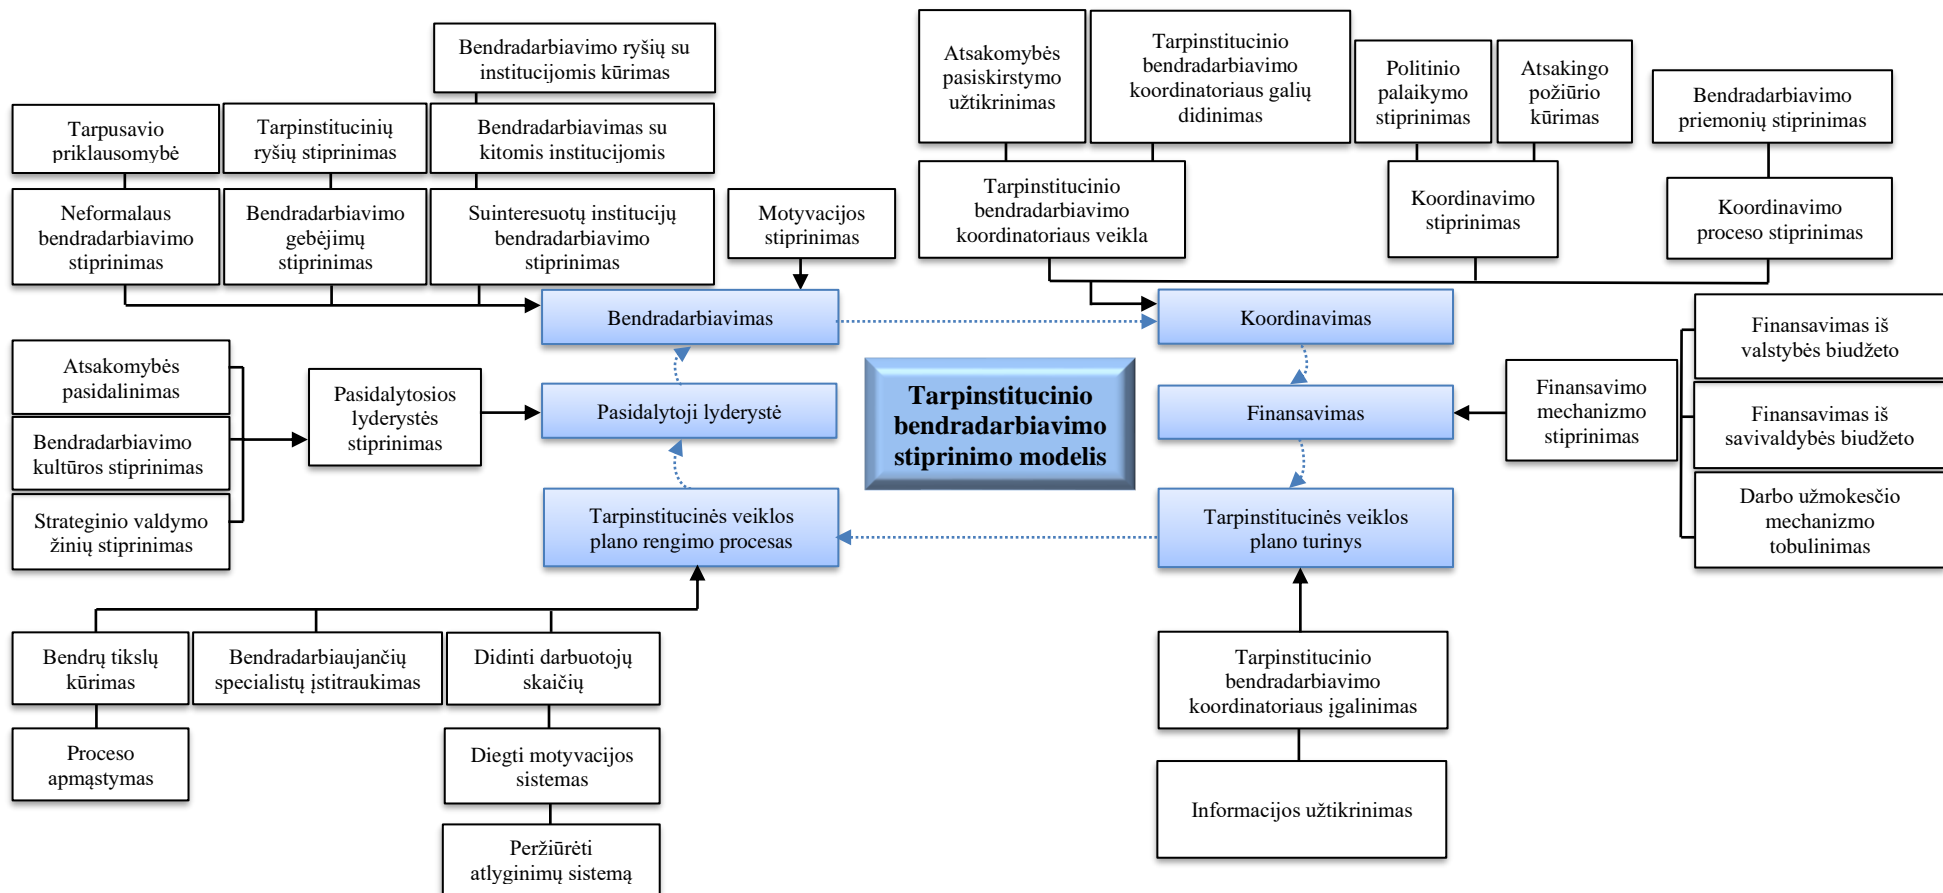 Bendradarbiavimo ryšių su
institucijomis kūrimas
Tarpusavio
priklausomybė
Tarpinstitucinių
ryšių stiprinimas
Bendradarbiavimas su
kitomis institucijomis
Neformalaus
bendradarbiavimo
stiprinimas
Bendradarbiavimo
gebėjimų
stiprinimas
Suinteresuotų institucijų
bendradarbiavimo
stiprinimas
Motyvacijos
stiprinimas
Atsakomybės
pasiskirstymo
užtikrinimas
Tarpinstitucinio
bendradarbiavimo
koordinatoriaus galių
didinimas
Politinio
palaikymo
stiprinimas
Atsakingo
požiūrio
kūrimas
Bendradarbiavimo
priemonių stiprinimas
Tarpinstitucinio
bendradarbiavimo
koordinatoriaus veikla
Koordinavimo
stiprinimas
Koordinavimo
proceso stiprinimas
Bendradarbiavimas
Koordinavimas
Atsakomybės
pasidalinimas
Bendradarbiavimo
kultūros stiprinimas
Strateginio valdymo
žinių stiprinimas
Pasidalytosios
lyderystės
stiprinimas
Pasidalytoji lyderystė
Tarpinstitucinio
bendradarbiavimo
stiprinimo modelis
Finansavimas
Finansavimo
mechanizmo
stiprinimas
Finansavimas iš
valstybės biudžeto
Finansavimas iš
savivaldybės biudžeto
Darbo užmokesčio
mechanizmo
tobulinimas
Tarpinstitucinės veiklos
plano rengimo procesas
Tarpinstitucinės veiklos
plano turinys
Bendrų tikslų
kūrimas
Bendradarbiaujančių
specialistų įstitraukimas
Didinti darbuotojų
skaičių
Proceso
apmąstymas
Diegti motyvacijos
sistemas
Peržiūrėti
atlyginimų sistemą
Tarpinstitucinio
bendradarbiavimo
koordinatoriaus įgalinimas
Informacijos užtikrinimas